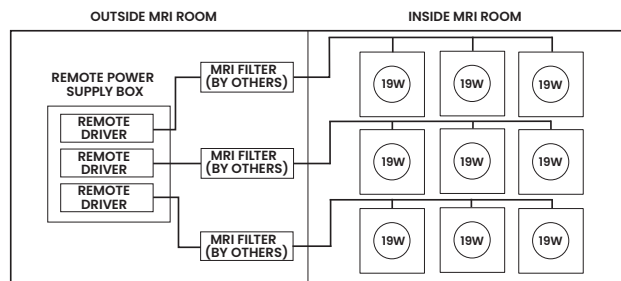 OUTSIDE MRI ROOM
INSIDE MRI ROOM
REMOTE POWER
SUPPLY BOX
REMOTE
DRIVER
REMOTE
DRIVER
REMOTE
DRIVER
MRI FILTER
(BY OTHERS)
MRI FILTER
(BY OTHERS)
MRI FILTER
(BY OTHERS)
19W 19W 19W
19W 19W 19W
19W 19W 19W